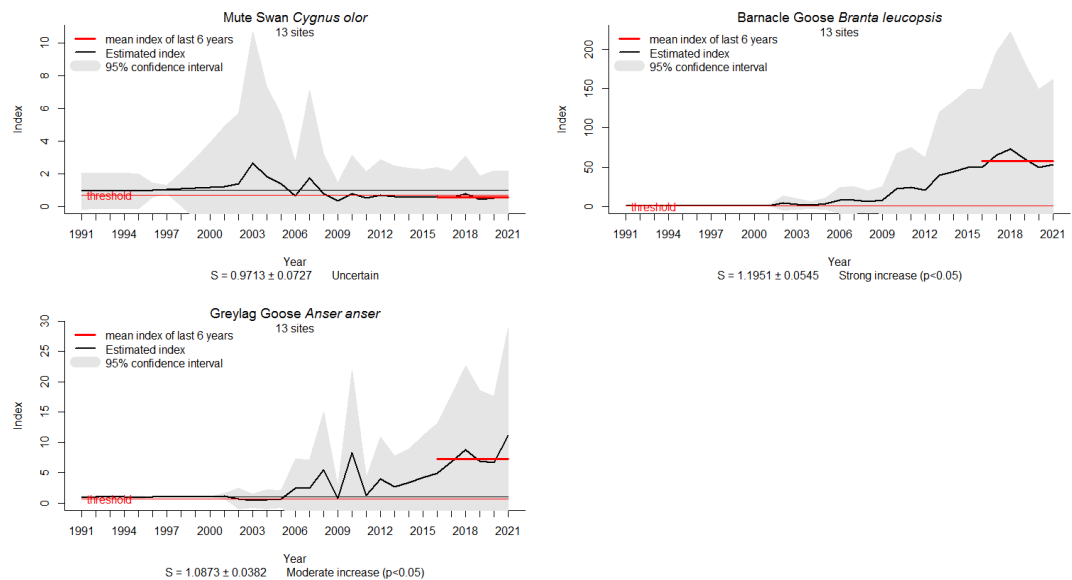 Mute Swan Cygnus olor
13 sites
mean index of last 6 years
Estimated index
95% confidence interval
Index
10
8
6
4
2
0
threshold
1991 1994 1997 2000 2003 2006 2009 2012 2015 2018 2021
Year
S = 0.9713 ± 0.0727 Uncertain
Barnacle Goose Branta leucopsis
13 sites
mean index of last 6 years
Estimated index
95% confidence interval
Index
200
150
100
50
0
threshold
1991 1994 1997 2000 2003 2006 2009 2012 2015 2018 2021
Year
S = 1.1951 ± 0.0545 Strong increase (p<0.05)
Greylag Goose Anser anser
13 sites
mean index of last 6 years
Estimated index
95% confidence interval
Index
30
25
20
15
10
5
0
threshold
1991 1994 1997 2000 2003 2006 2009 2012 2015 2018 2021
Year
S = 1.0873 ± 0.0382 Moderate increase (p<0.05)